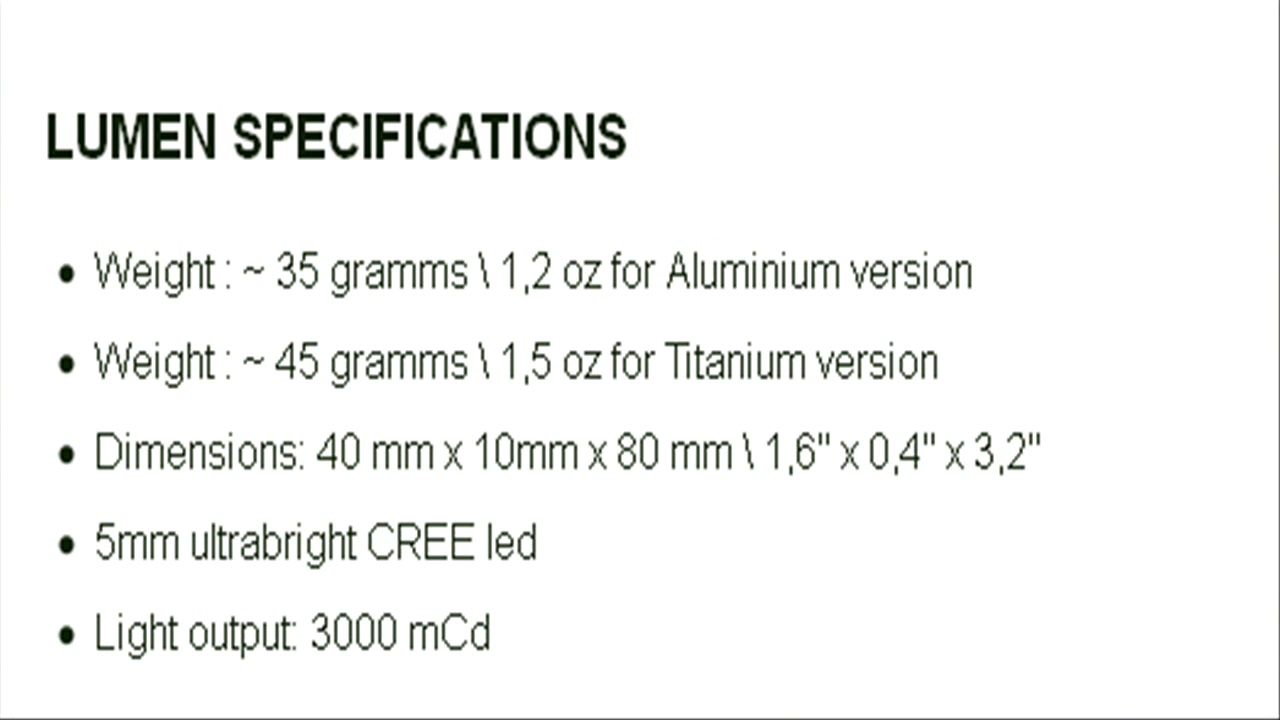 LUMEN SPECIFICATIONS
• Weight : ~ 35 gramms \ 1,2 oz for Aluminium version
• Weight : ~ 45 gramms \ 1,5 oz for Titanium version
• Dimensions: 40 mm x 10mm x 80 mm \ 1,6" x 0,4" x 3,2"
• 5mm ultrabright CREE led
• Light output: 3000 mCd